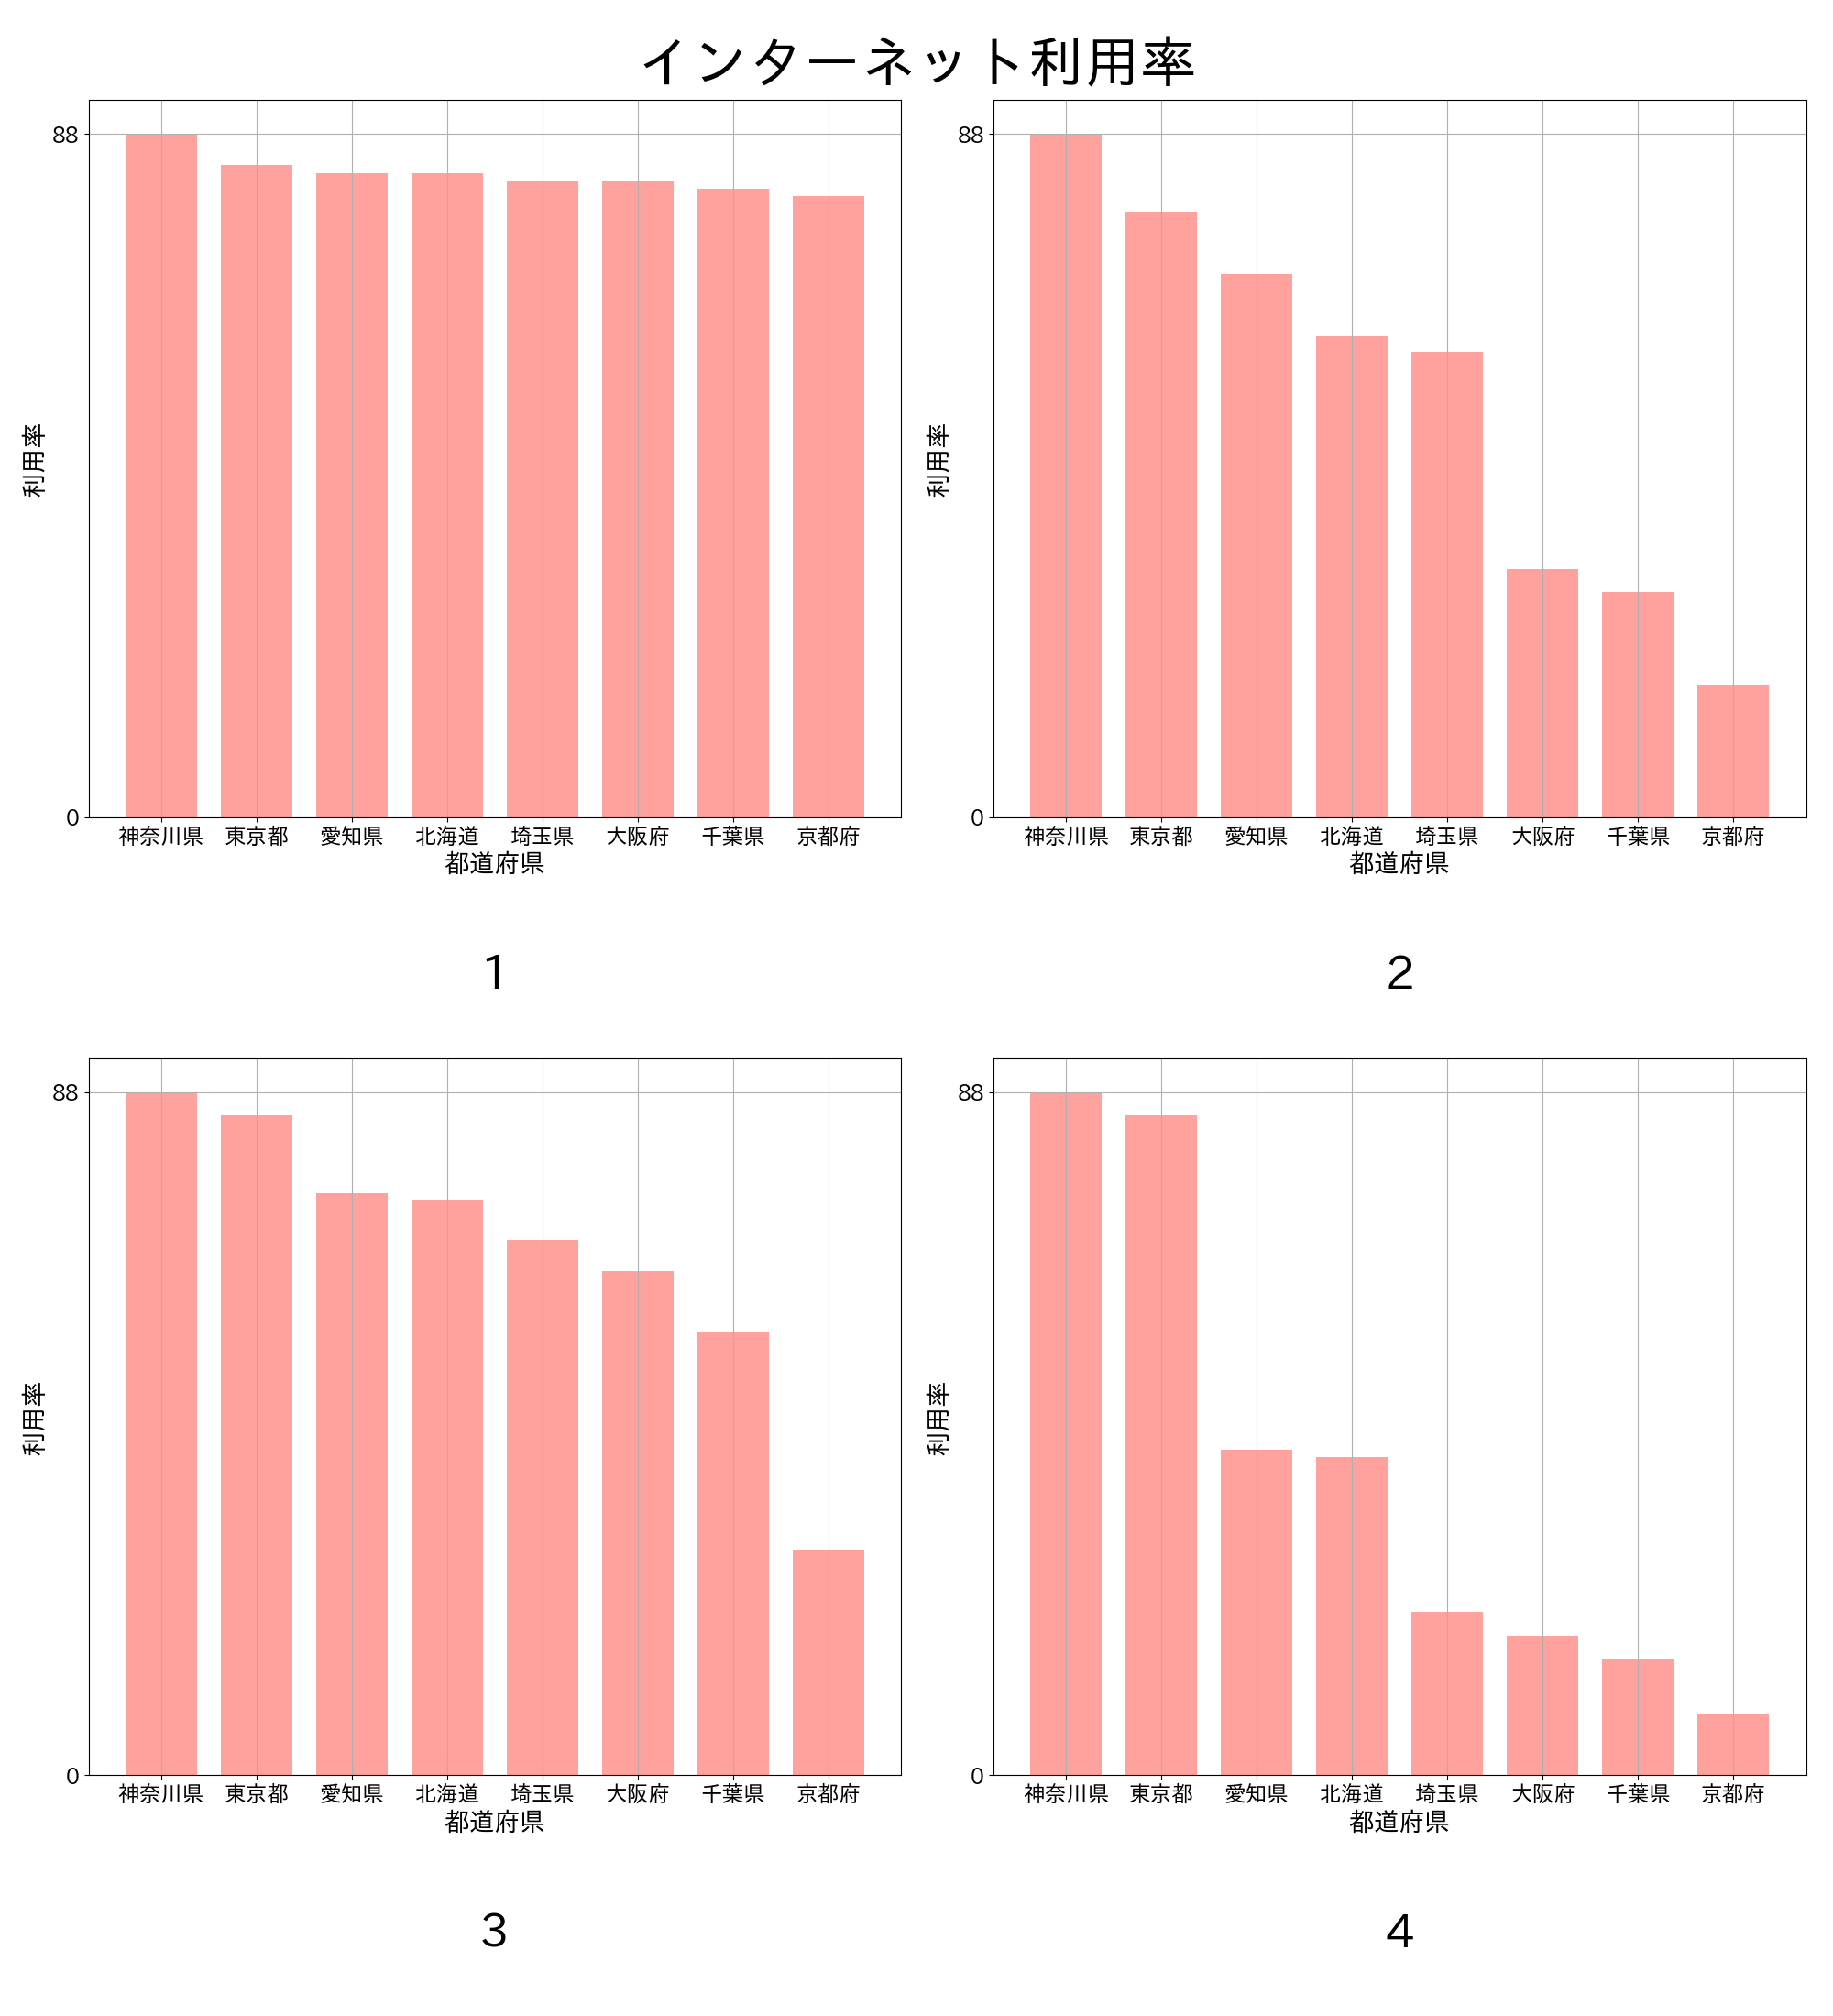 インターネット利用率
88
0
利用率
神奈川県 東京都 愛知県 北海道 埼玉県 大阪府 千葉県 京都府
都道府県
1
88
0
利用率
神奈川県 東京都 愛知県 北海道 埼玉県 大阪府 千葉県 京都府
都道府県
2
88
0
利用率
神奈川県 東京都 愛知県 北海道 埼玉県 大阪府 千葉県 京都府
都道府県
3
88
0
利用率
神奈川県 東京都 愛知県 北海道 埼玉県 大阪府 千葉県 京都府
都道府県
4